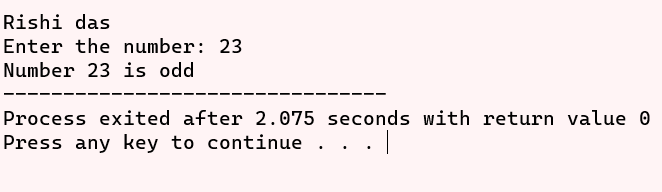 Rishi das
Enter the number: 23
Number 23 is odd
--------------------------------
Process exited after 2.075 seconds with return value 0
Press any key to continue . . .